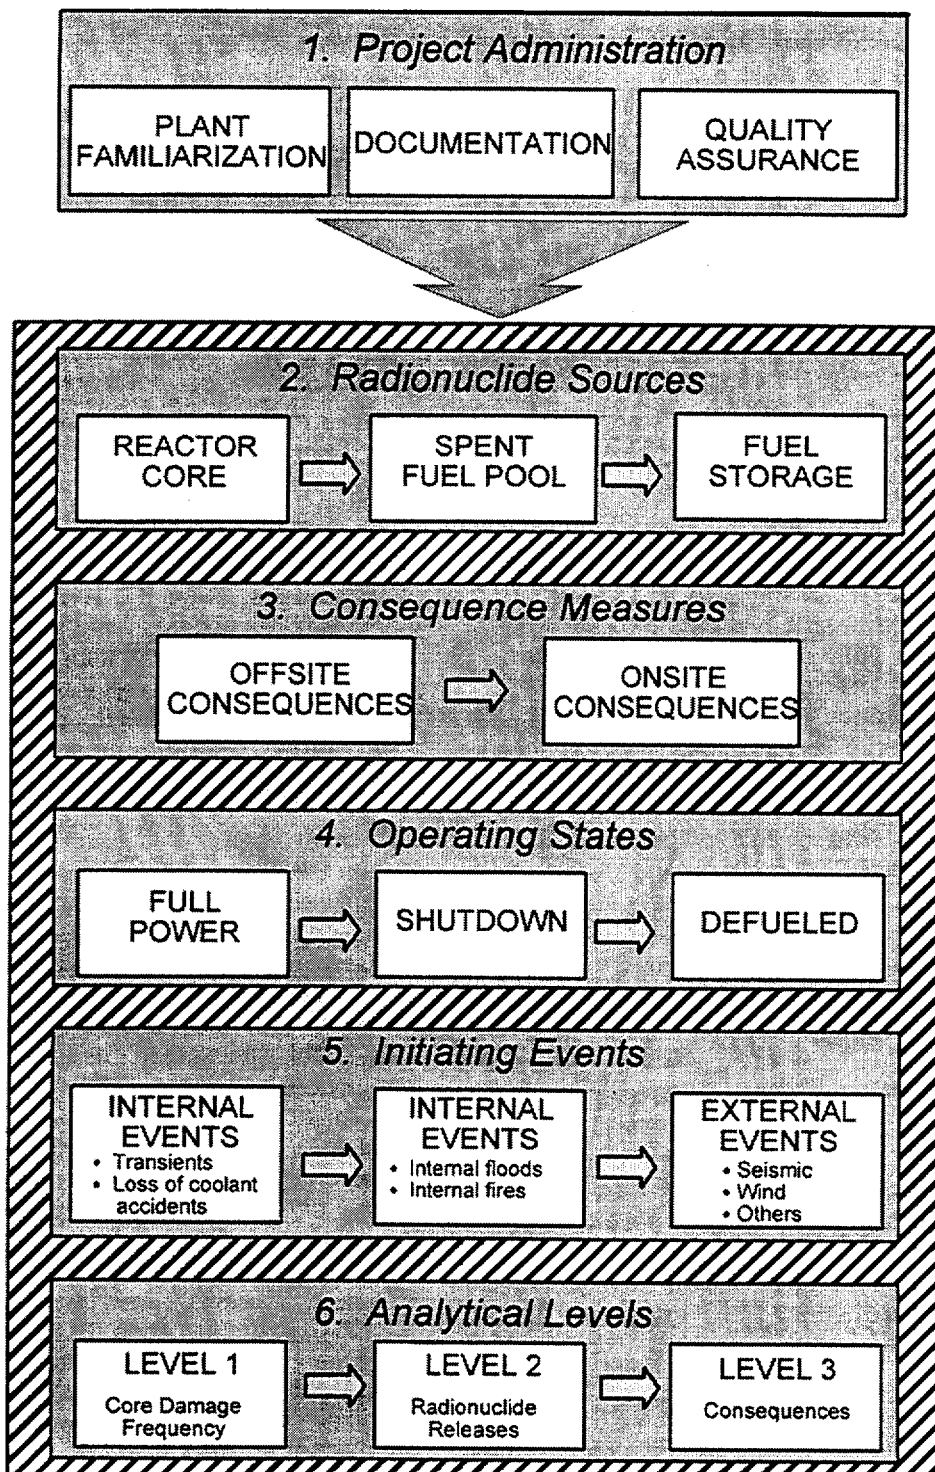 1. Project Administration
PLANT
FAMILIARIZATION
DOCUMENTATION
QUALITY
ASSURANCE
2. Radionuclide Sources
REACTOR
CORE
SPENT
FUEL POOL
FUEL
STORAGE
3. Consequence Measures
OFFSITE
CONSEQUENCES
ONSITE
CONSEQUENCES
4. Operating States
FULL
POWER
SHUTDOWN
DEFUELED
5. Initiating Events
INTERNAL
EVENTS
• Transients
• Loss of coolant
accidents
INTERNAL
EVENTS
• Internal floods
• Internal fires
EXTERNAL
EVENTS
• Seismic
• Wind
• Others
6. Analytical Levels
LEVEL 1
Core Damage
Frequency
LEVEL 2
Radionuclide
Releases
LEVEL 3
Consequences